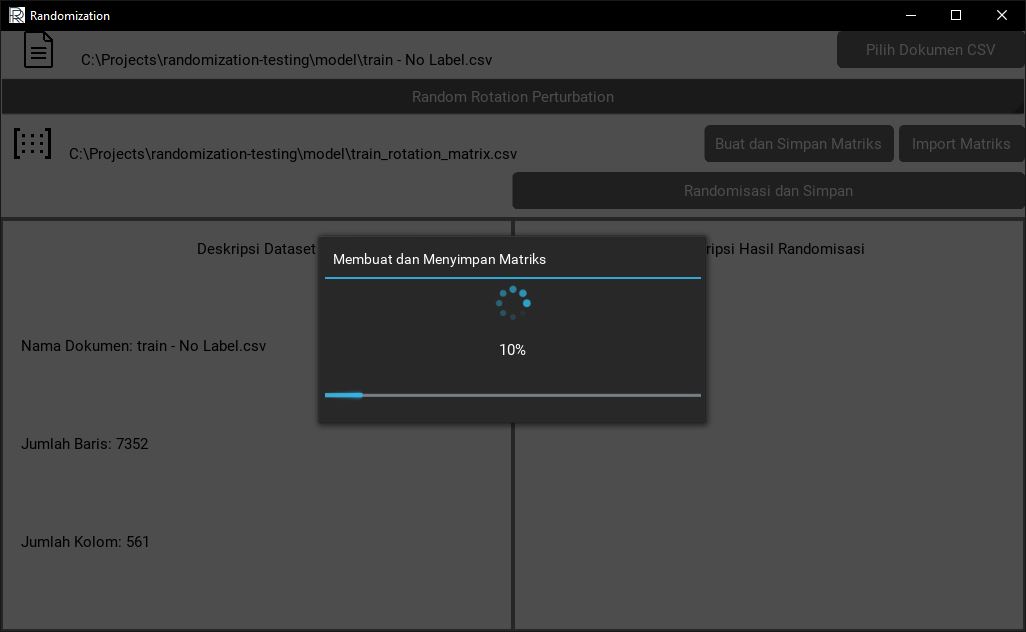 Randomization
C:\Projects\randomization-testing\model\train - No Label.csv
Pilih Dokumen CSV
Random Rotation Perturbation
C:\Projects\randomization-testing\model\train_rotation_matrix.csv
Buat dan Simpan Matriks
Import Matriks
Randomisasi dan Simpan
Deskripsi Dataset
ripsi Hasil Randomisasi
Membuat dan Menyimpan Matriks
10%
Nama Dokumen: train - No Label.csv
Jumlah Baris: 7352
Jumlah Kolom: 561